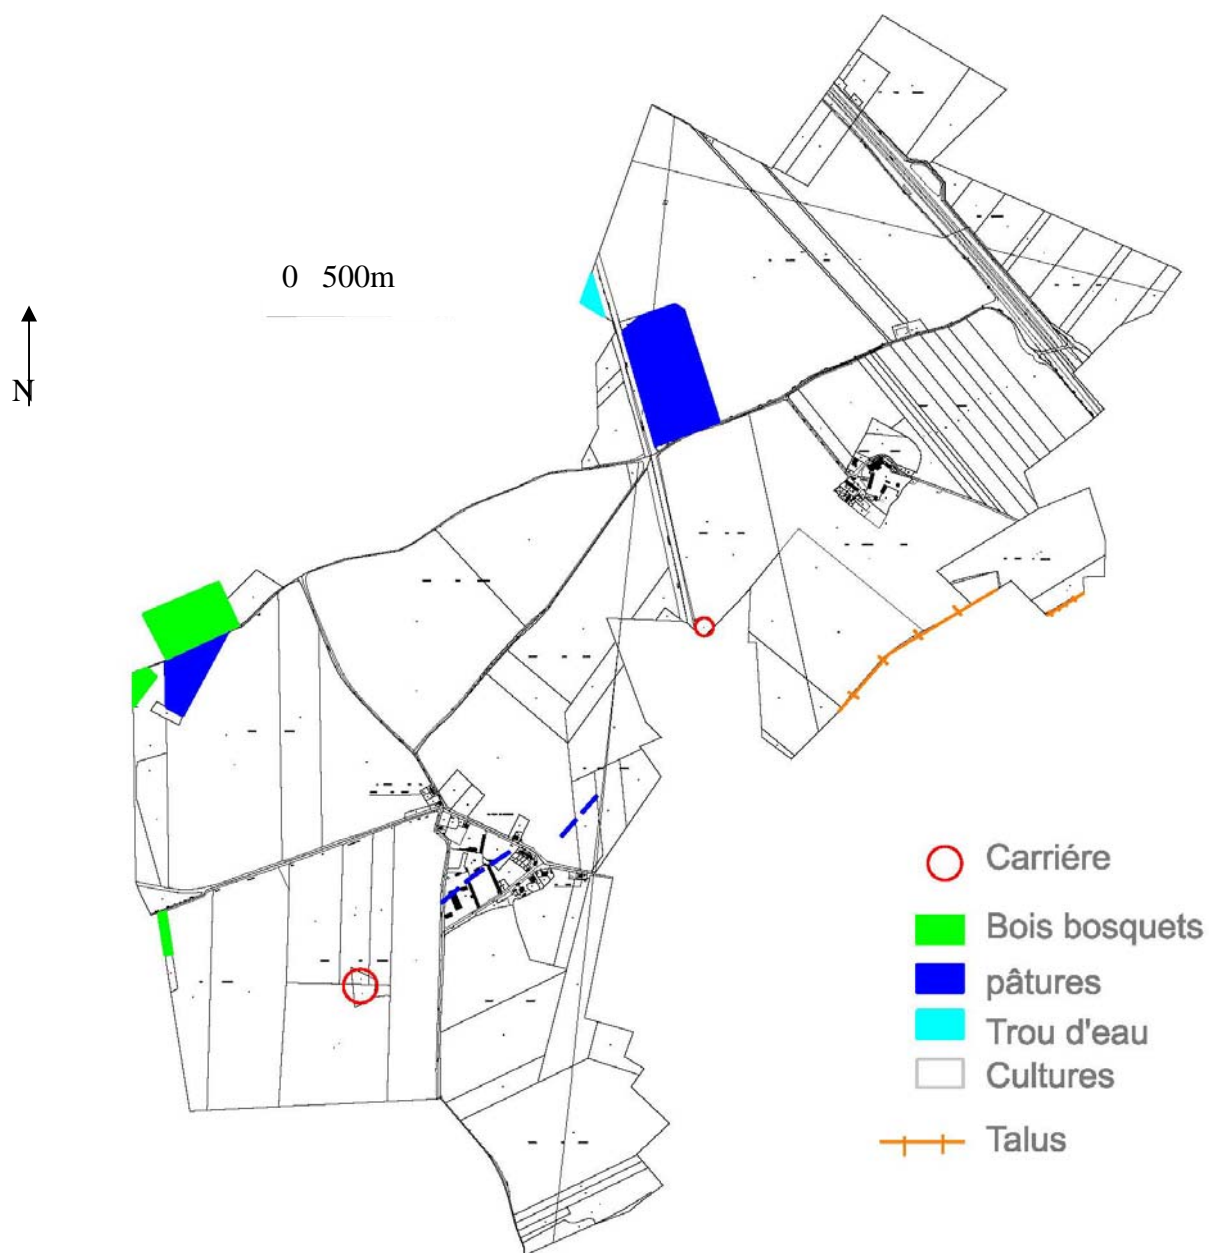 0 500m
N
Carriére
Bois bosquets
pâtures
Trou d'eau
Cultures
Talus